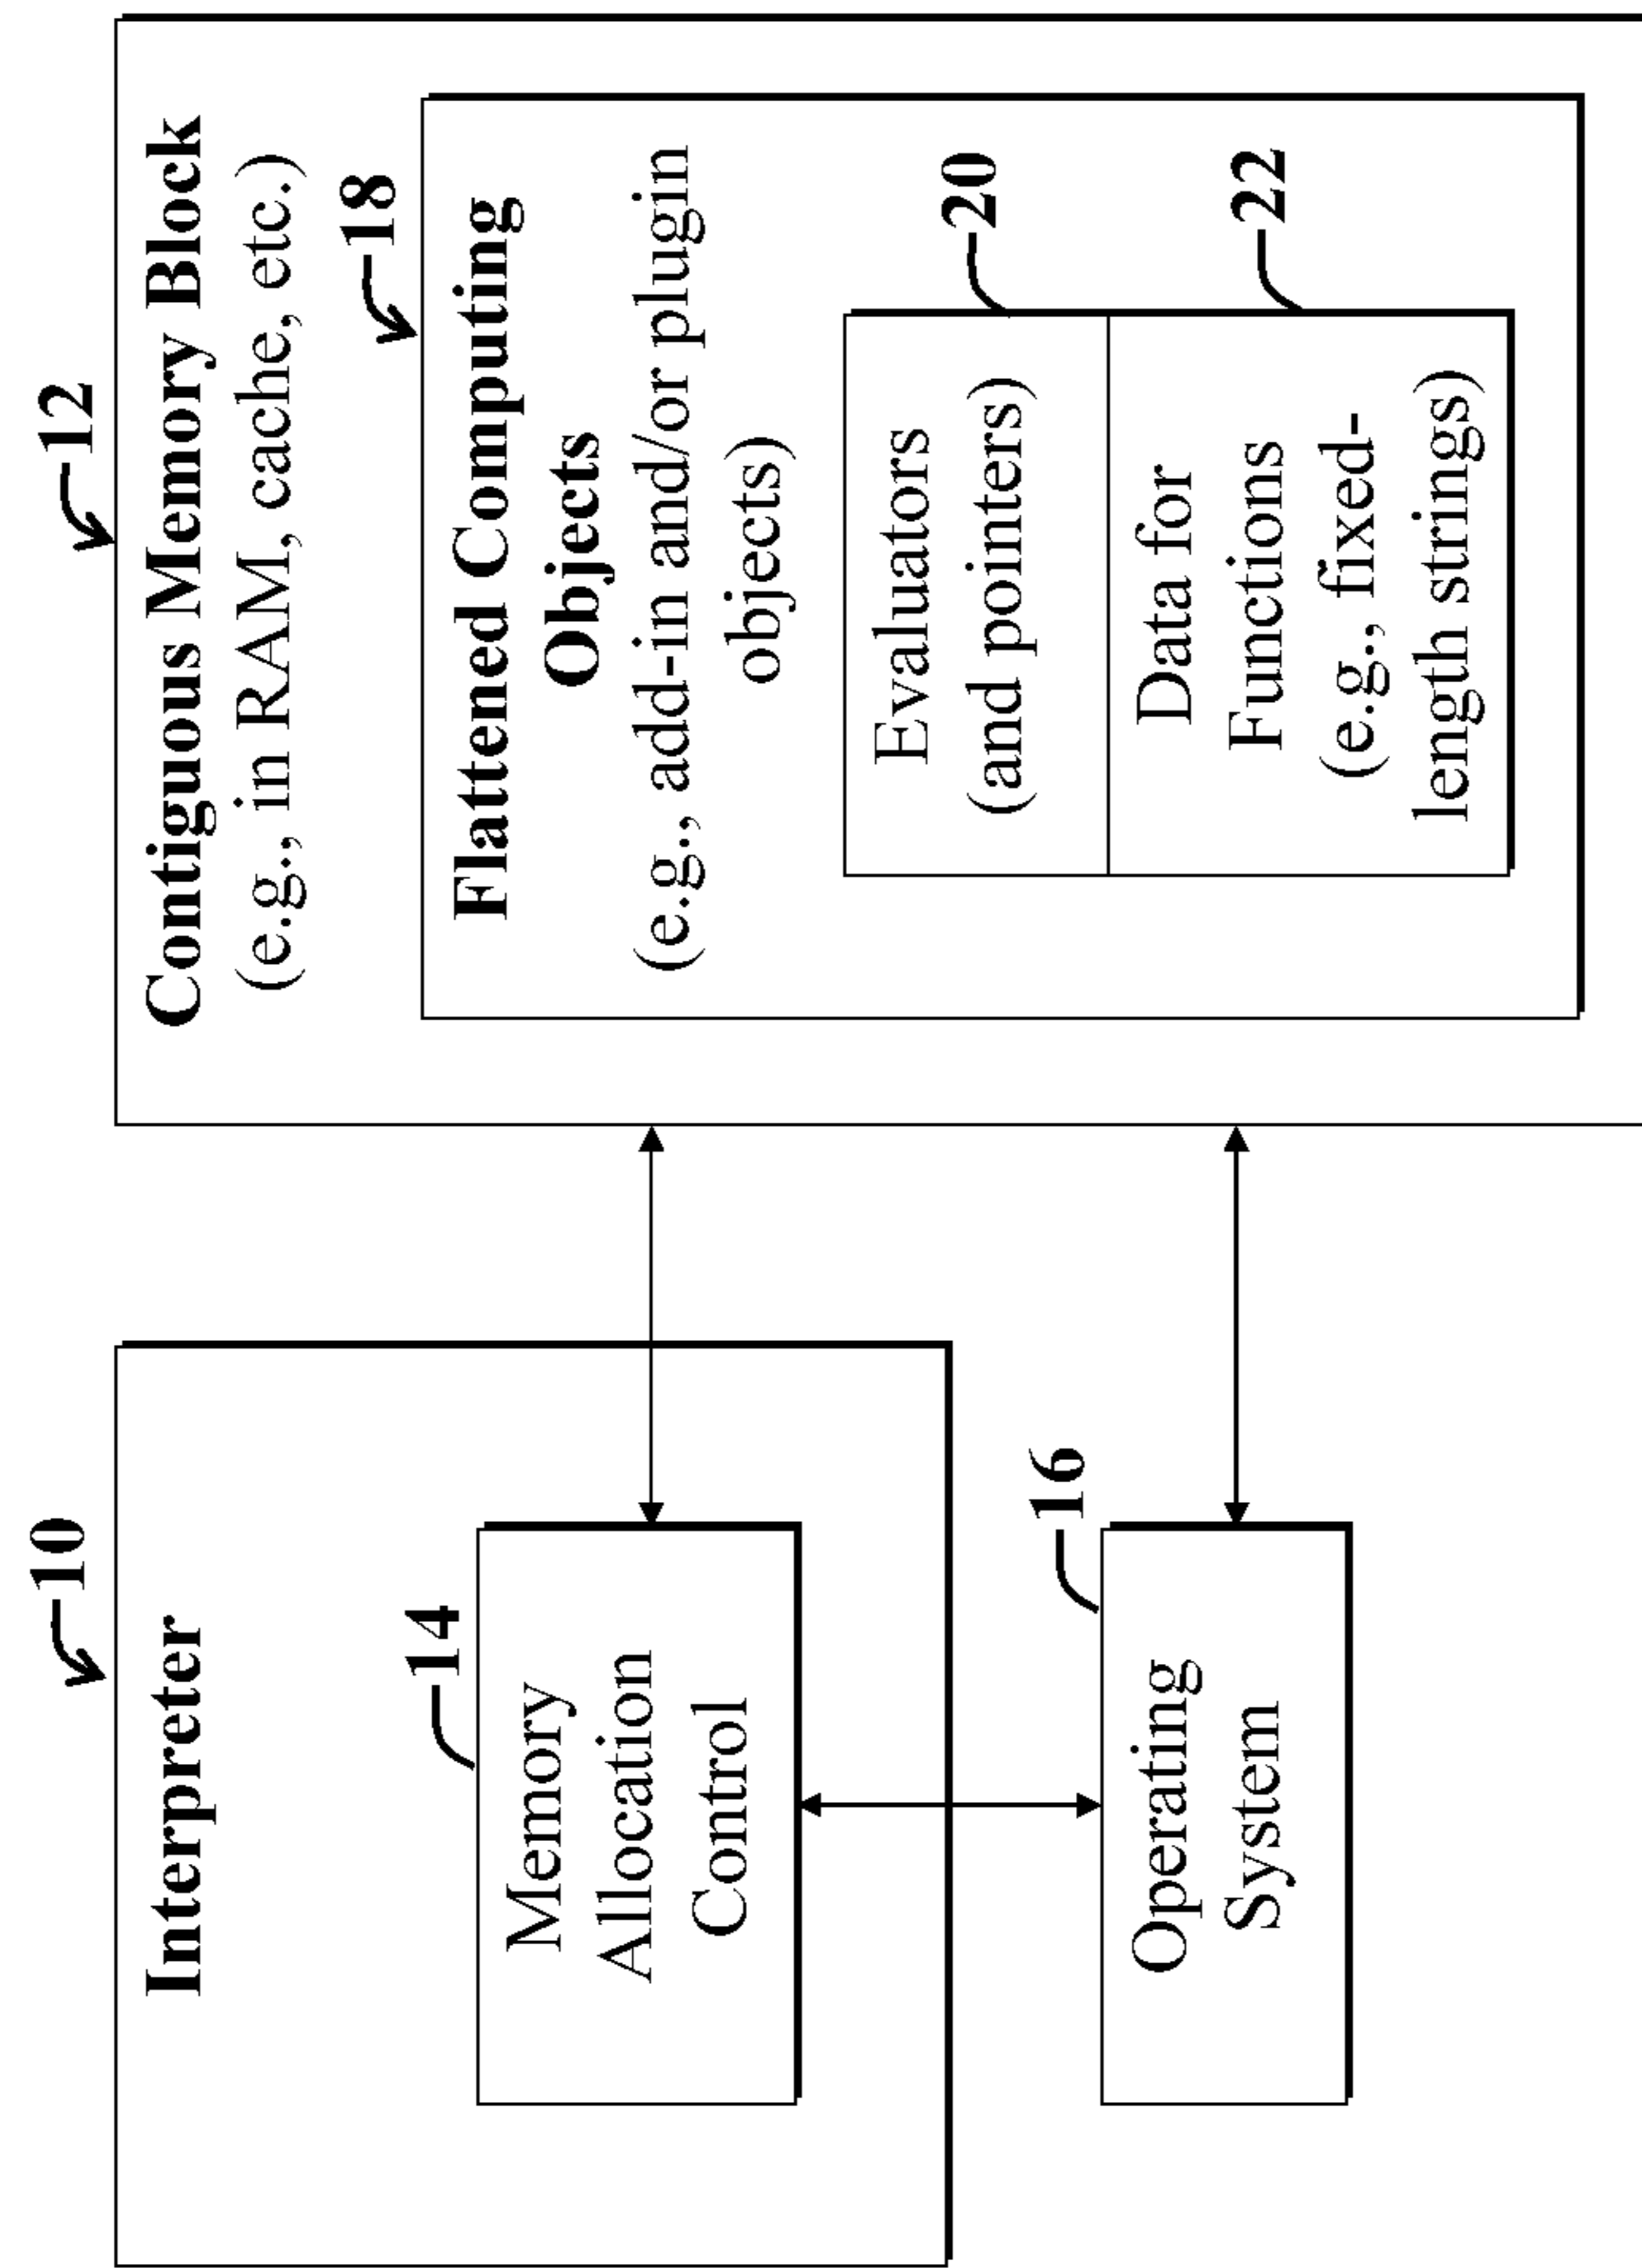 10
Interpreter
14
Memory
Allocation
Control
16
Operating
System
12
Contiguous Memory Block
(e.g., in RAM, cache, etc.)
18
Flattened Computing
Objects
(e.g., add-in and/or plugin
objects)
20
Evaluators
(and pointers)
22
Data for
Functions
(e.g., fixed-
length strings)